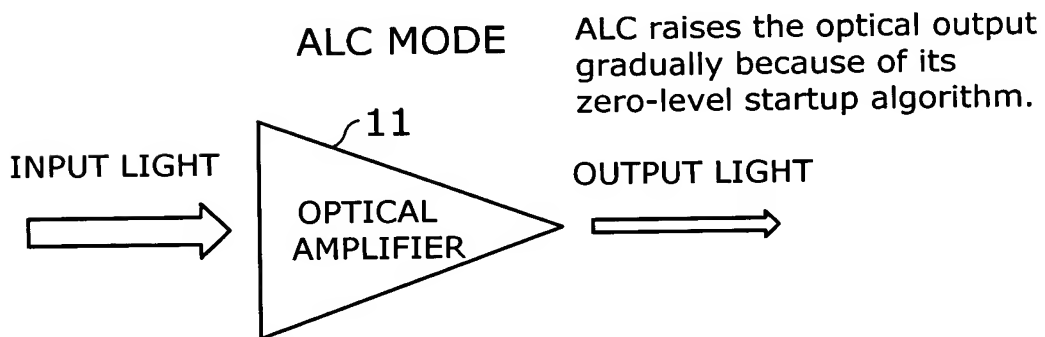 ALC MODE
ALC raises the optical output
gradually because of its
zero-level startup algorithm.
11
INPUT LIGHT
OUTPUT LIGHT
OPTICAL
AMPLIFIER